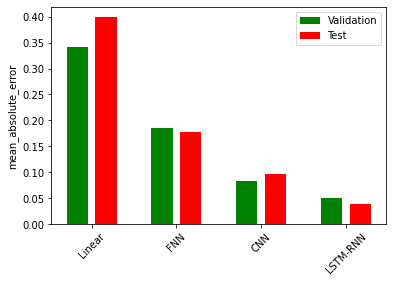 0.40
0.35
0.30
0.25
0.20
0.15
0.10
0.05
0.00
mean_absolute_error
Validation
Test
Linear
FNN
CNN
LSTM-RNN